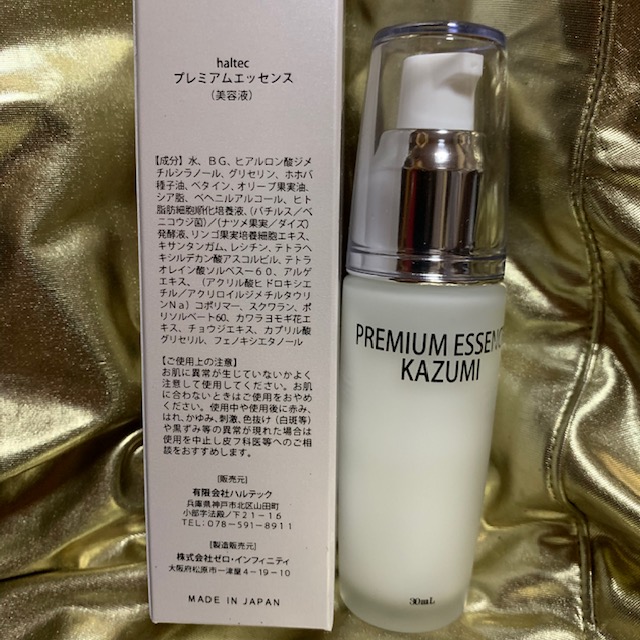 haltec
プレミアムエッセンス
（美容液）
【成分】水、BG、ヒアルロン酸ジメ
チルシラノール、グリセリン、ホホバ
種子油、ベタイン、オリーブ果実油、
シア脂、ベヘニルアルコール、ヒト
脂肪細胞順化培養液、（バチルス／ベ
ニコウジ菌）／（ナツメ果実／ダイズ）
発酵液、リンゴ果実培養細胞エキス、
キサンタンガム、レシチン、テトラヘ
キシルデカン酸アスコルビル、テトラ
オレイン酸ソルベスー60、アルゲ
エキス、（アクリル酸ヒドロキシエ
チル／アクリロイルジメチルタウリ
ンNa）コポリマー、スクワラン、ポ
リソルベート60、カワラヨモギ花エ
キス、チョウジエキス、カプリル酸
グリセリル、フェノキシエタノール
【ご使用上の注意】
お肌に異常が生じていないかよく
注意して使用してください。お肌
に合わないときはご使用をおやめ
ください。使用中や使用後に赤み、
はれ、かゆみ、刺激、色抜け（白斑等）
や黒ずみ等の異常が現れた場合は
使用を中止し皮フ科医等へのご相
談をおすすめします。
［販売元］
有限会社ハルテック
兵庫県神戸市北区山田町
小部字法殿ノ下21－16
TEL：078-591-8911
［製造販売元］
株式会社ゼロ・インフィニティ
大阪府松原市一津屋4-19-10
MADE IN JAPAN
PREMIUM ESSENC
KAZUMI
30mL